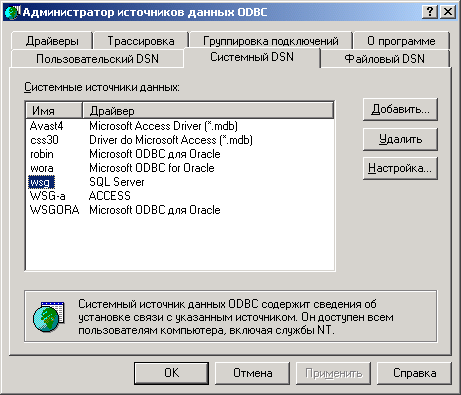 Администратор источников данных ODBC
Драйверы Трассировка Группировка подключений О программе
Пользовательский DSN Системный DSN Файловый DSN
Системные источники данных:
Имя Драйвер
Avast4 Microsoft Access Driver (*.mdb)
css30 Driver do Microsoft Access (*.mdb)
robin Microsoft ODBC для Oracle
wora Microsoft ODBC for Oracle
wsg SQL Server
WSG-a ACCESS
WSGORA Microsoft ODBC для Oracle
Добавить...
Удалить
Настройка...
Системный источник данных ODBC содержит сведения об
установке связи с указанным источником. Он доступен всем
пользователям компьютера, включая службы NT.
OK Отмена Применить Справка